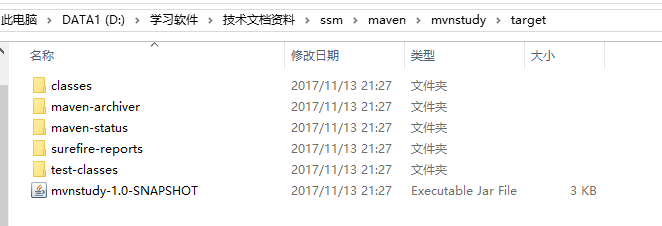 此电脑 › DATA1 (D:) › 学习软件 › 技术文档资料 › ssm › maven › mvnstudy › target
名称 修改日期 类型 大小
classes 2017/11/13 21:27 文件夹
maven-archiver 2017/11/13 21:27 文件夹
maven-status 2017/11/13 21:27 文件夹
surefire-reports 2017/11/13 21:27 文件夹
test-classes 2017/11/13 21:27 文件夹
mvnstudy-1.0-SNAPSHOT 2017/11/13 21:27 Executable Jar File 3 KB